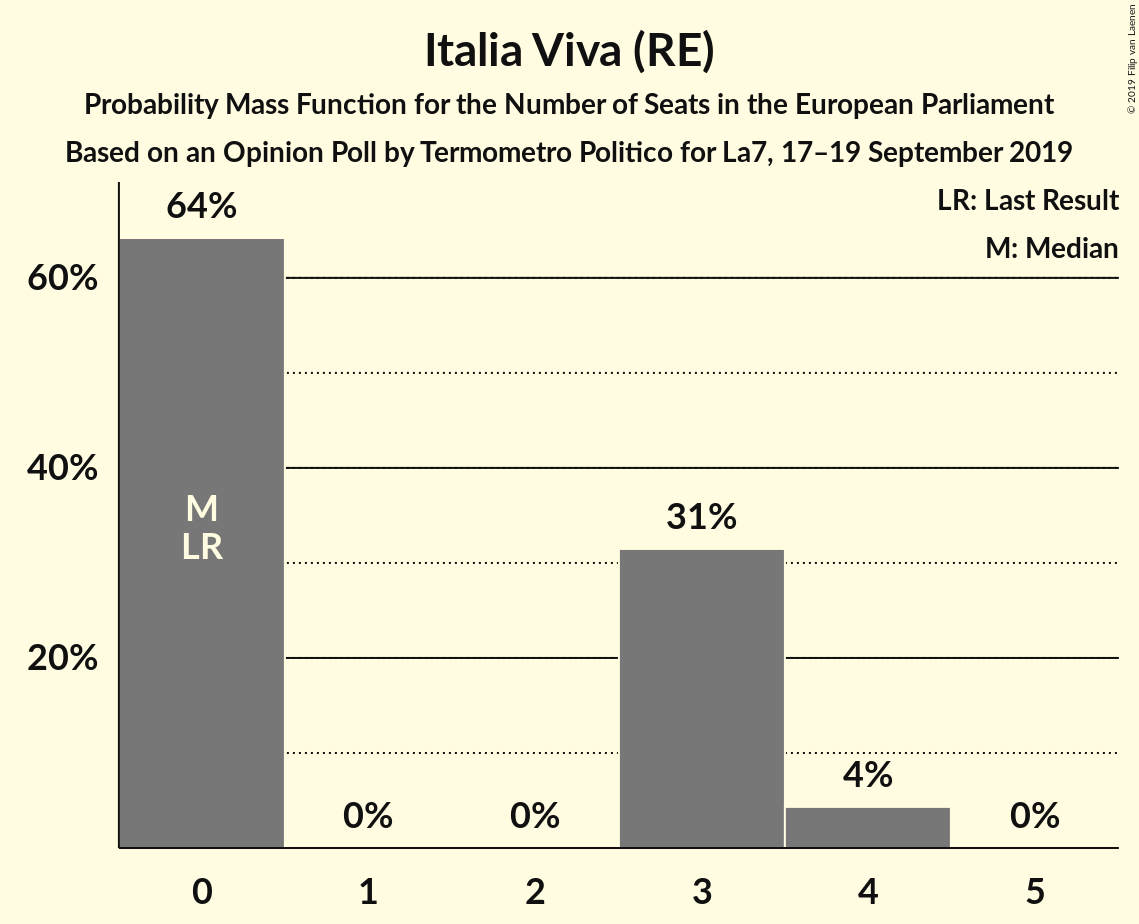 Italia Viva (RE)
Probability Mass Function for the Number of Seats in the European Parliament
Based on an Opinion Poll by Termometro Politico for La7, 17–19 September 2019
© 2019 Filip van Laenen
LR: Last Result
M: Median
64%
60%
40%
20%
M
LR
0%
0%
31%
4%
0%
0
1
2
3
4
5